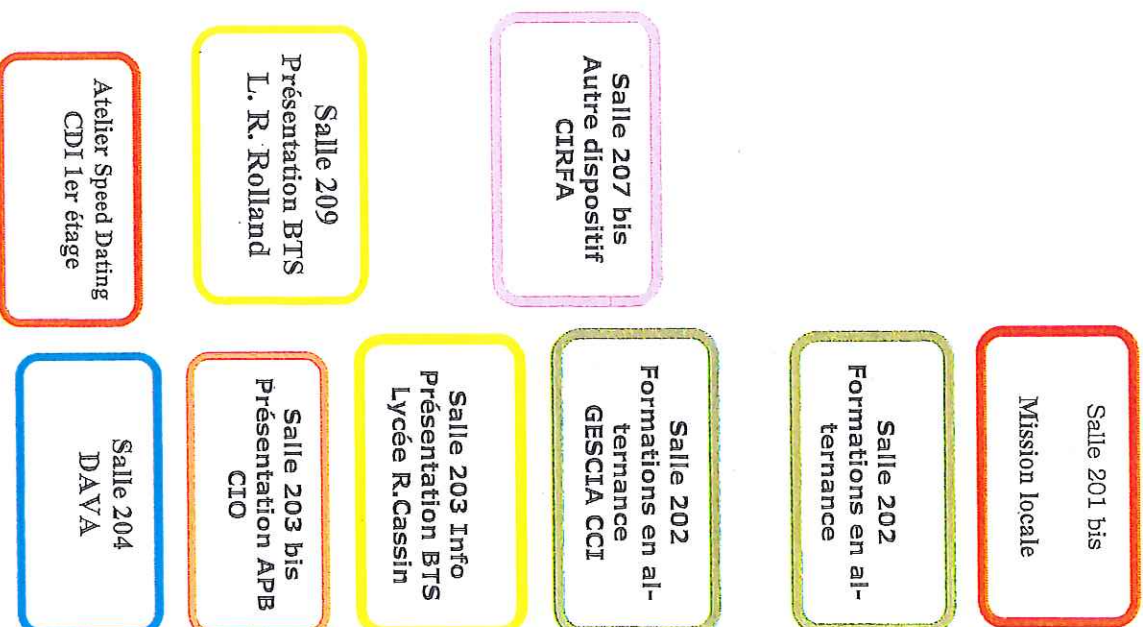 Salle 201 bis
Mission locale
Salle 202
Formations en al-
ternance
Salle 207 bis
Autre dispositif
CIRFA
Salle 202
Formations en al-
ternance
GESCIA CCI
Salle 203 Info
Présentation BTS
Lycée R.Cassin
Salle 209
Présentation BTS
L. R. Rolland
Salle 203 bis
Présentation APB
CIO
Atelier Speed Dating
CDI 1er étage
Salle 204
DAVA